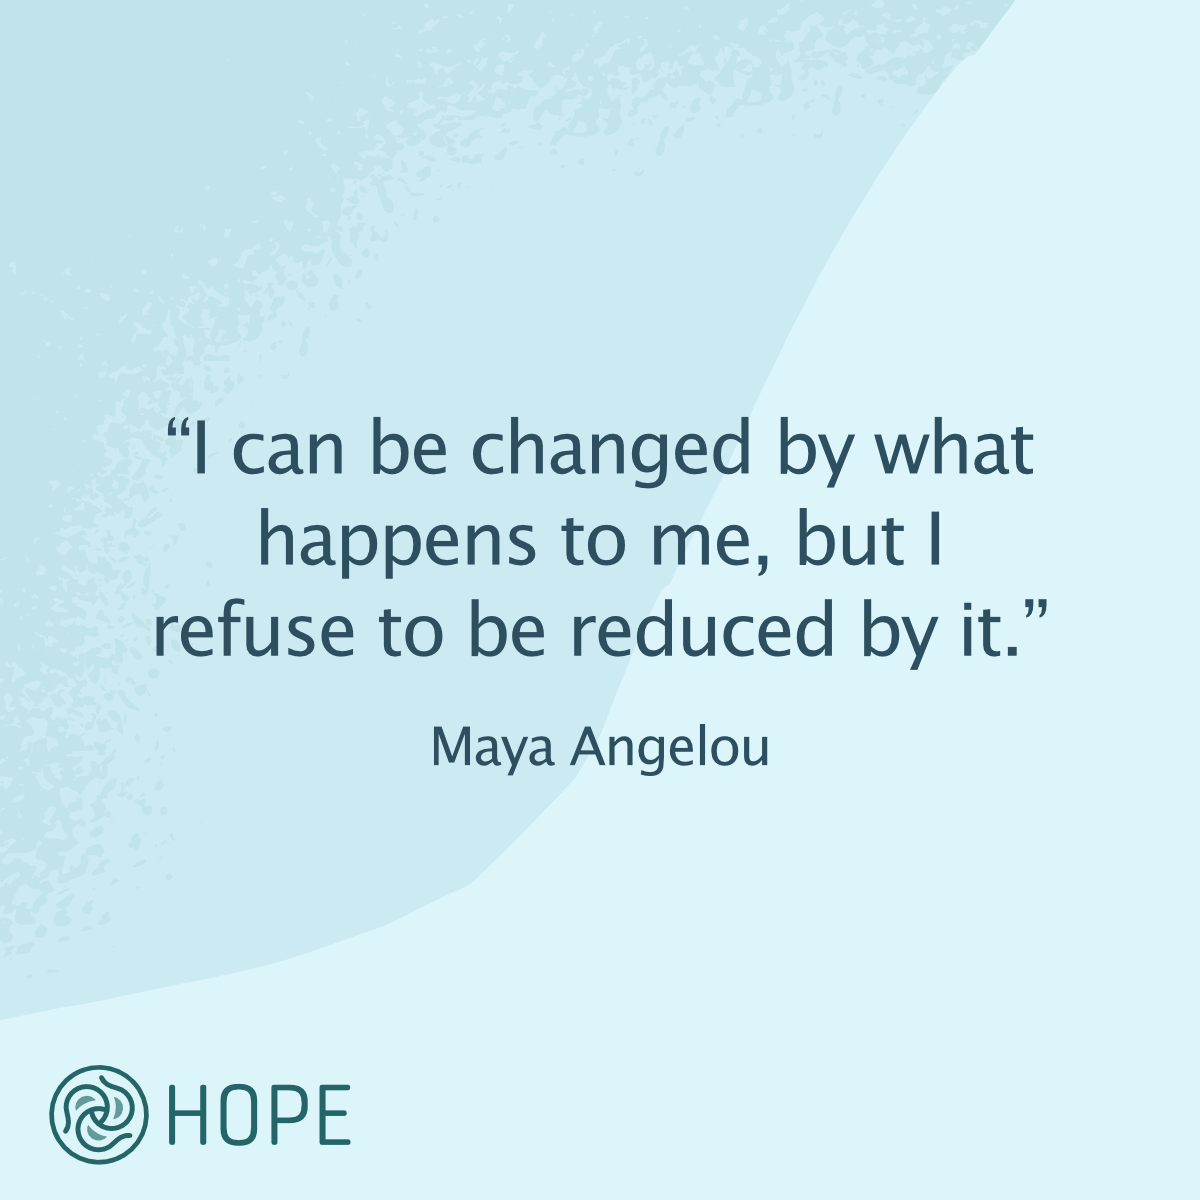 “I can be changed by what
happens to me, but I
refuse to be reduced by it.”
Maya Angelou
HOPE